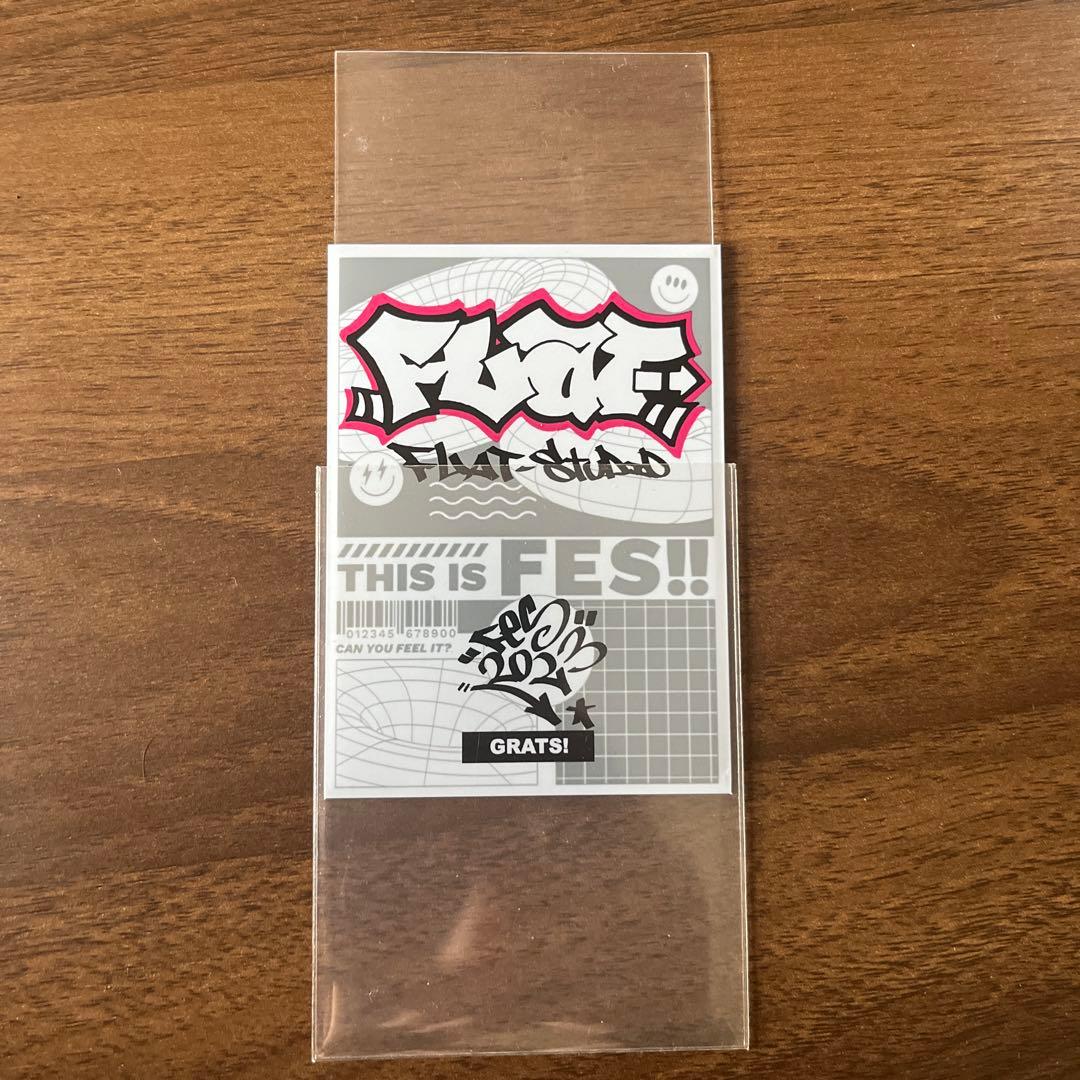 FLAT
FLAT-STUDIO
THIS IS FES!!
012345 678900
CAN YOU FEEL IT?
"Fes
2023"
GRATS!